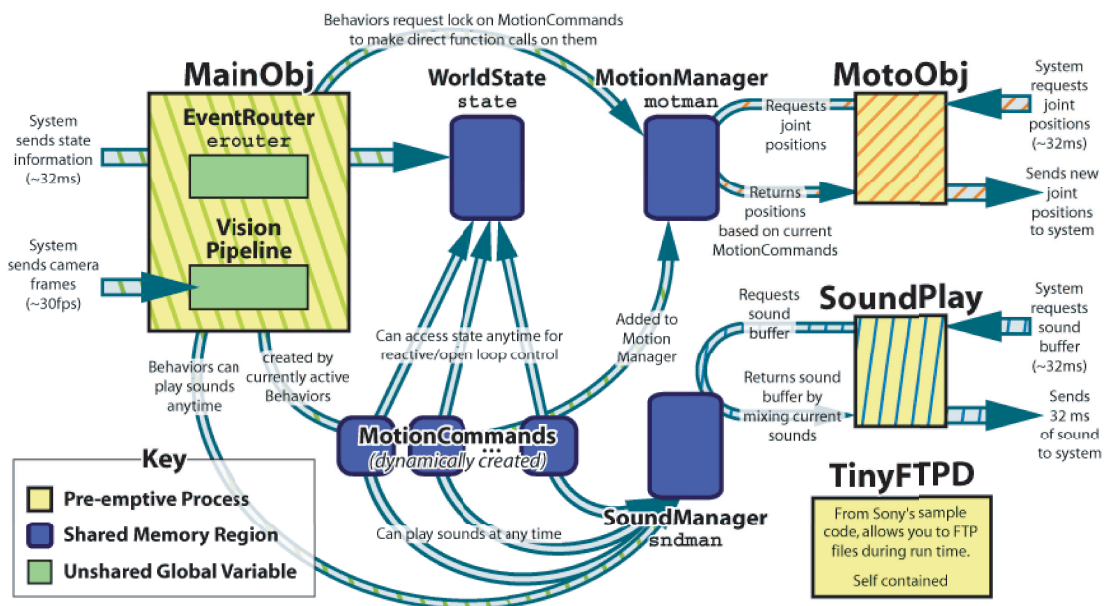 Behaviors request lock on MotionCommands
to make direct function calls on them
MainObj
EventRouter
erouter
Vision
Pipeline
System
sends state
information
(~32ms)
System
sends camera
frames
(~30fps)
WorldState
state
MotionManager
motman
Requests
joint
positions
Returns
positions
based on current
MotionCommands
MotoObj
System
requests
joint
positions
(~32ms)
Sends new
joint
positions
to system
Behaviors can
play sounds
anytime
created by
currently active
Behaviors
Can access state anytime for
reactive/open loop control
Added to
Motion
Manager
MotionCommands
...
(dynamically created)
Can play sounds at any time
SoundManager
sndman
Requests
sound
buffer
Returns sound
buffer by
mixing current
sounds
SoundPlay
System
requests
sound
buffer
(~32ms)
Sends
32 ms
of sound
to system
Key
Pre-emptive Process
Shared Memory Region
Unshared Global Variable
TinyFTPD
From Sony's sample
code, allows you to FTP
files during run time.
Self contained